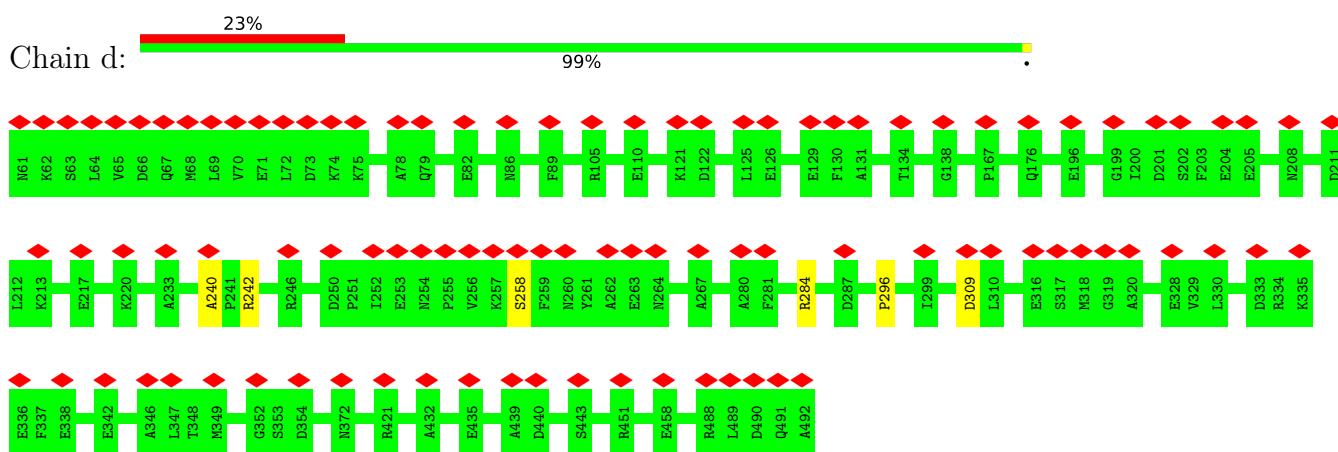 23%
Chain d:
99%
.
N61 K62 S63 L64 V65 D66 Q67 M68 L69 V70 E71 L72 D73 K74 K75 A78 Q79 E82 N86 F89 R105 E110 K121 D122 L125 E126 E129 F130 A131 T134 G138 P167 Q176 E196 G199 I200 D201 S202 F203 E204 E205 N208 D211
L212 K213 E217 K220 A233 A240 P241 R242 R246 D250 P251 I252 E253 N254 P255 V256 K257 S258 F259 N260 Y261 A262 E263 N264 A267 A280 F281 R284 D287 P296 I299 D309 L310 E316 S317 M318 G319 A320 E328 V329 L330 D333 R334 K335
E336 F337 E338 E342 A346 L347 T348 M349 G352 S353 D354 N372 R421 A432 E435 A439 D440 S443 R451 E458 R488 L489 D490 Q491 A492